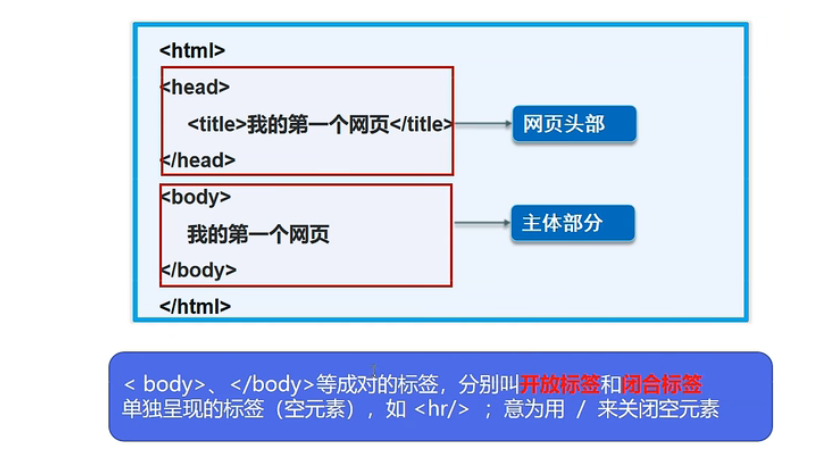 <html>
<head>
<title>我的第一个网页</title>
网页头部
</head>
<body>
我的第一个网页
主体部分
</body>
</html>
< body>、</body>等成对的标签，分别叫开放标签和闭合标签
单独呈现的标签（空元素），如 <hr/> ；意为用 / 来关闭空元素